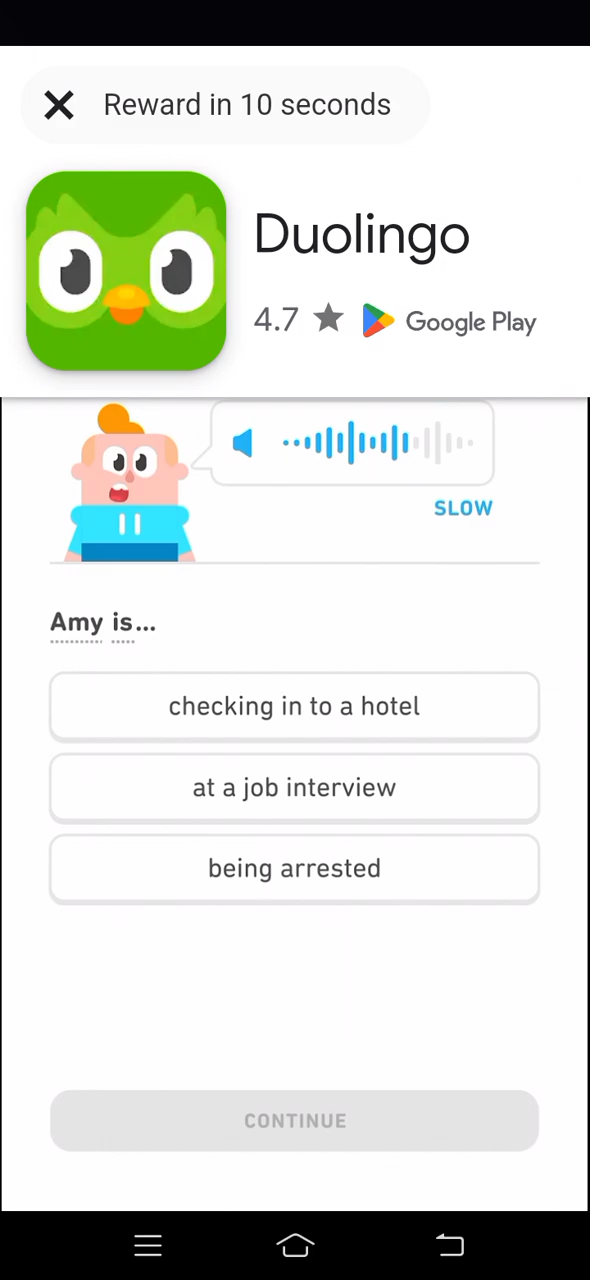 Reward in 10 seconds
Duolingo
4.7 ★ Google Play
SLOW
Amy is...
checking in to a hotel
at a job interview
being arrested
CONTINUE